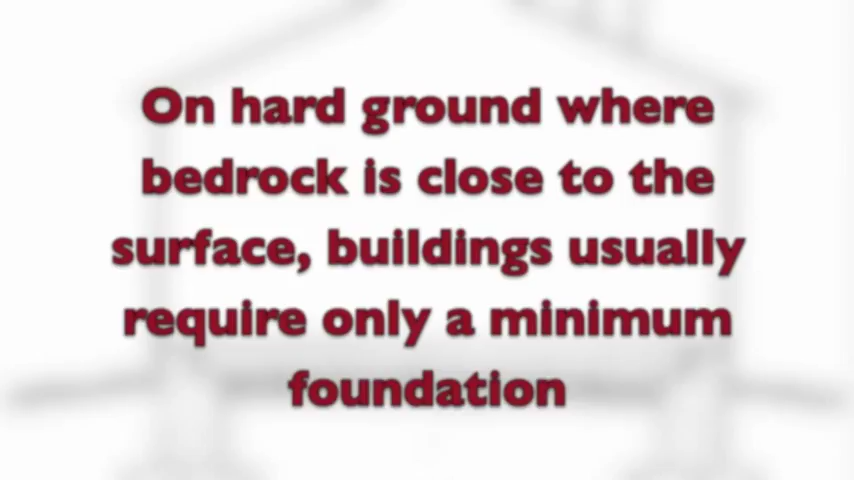 On hard ground where
bedrock is close to the
surface, buildings usually
require only a minimum
foundation